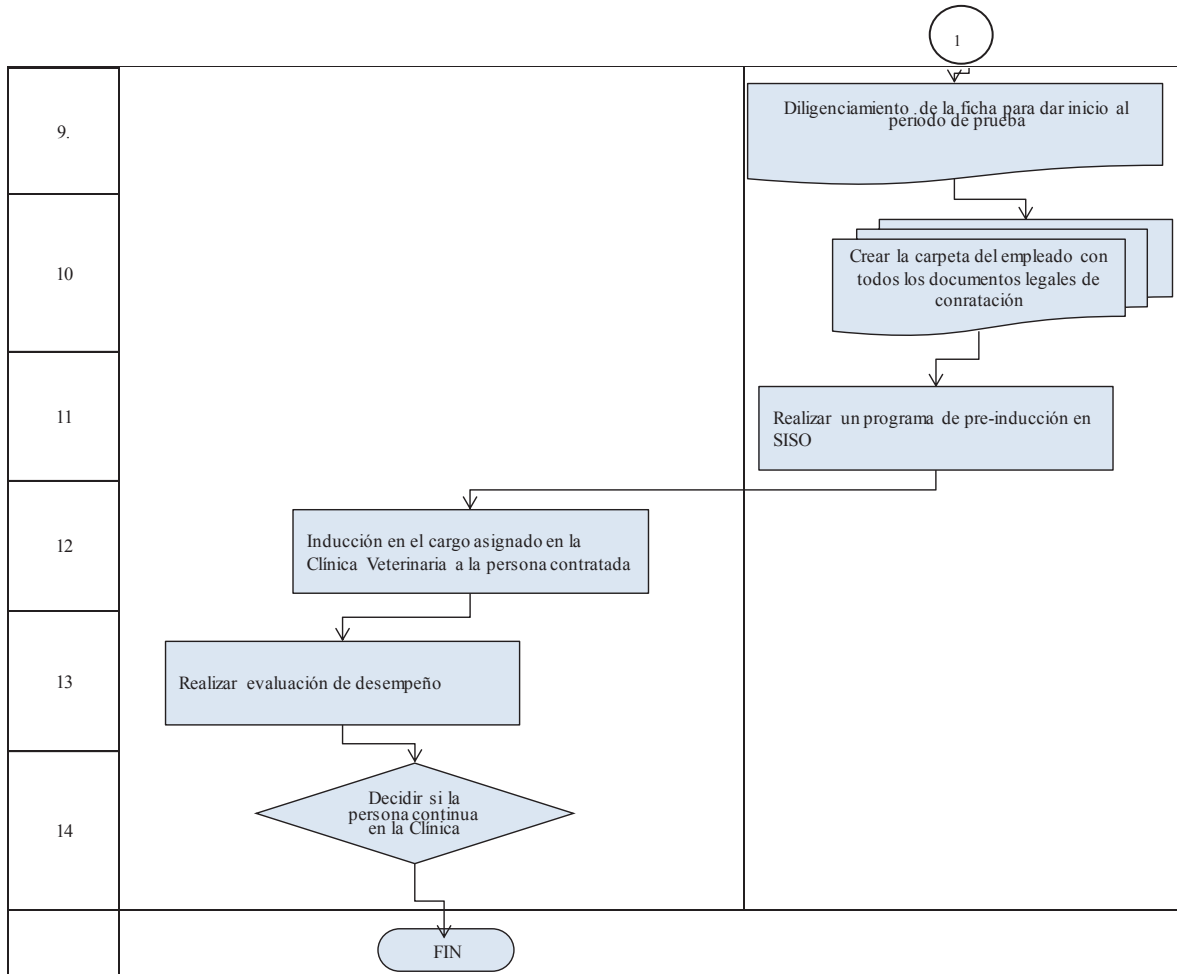 1
9.
Diligenciamiento de la ficha para dar inicio al
periodo de prueba
10
Crear la carpeta del empleado con
todos los documentos legales de
conratación
11
Realizar un programa de pre-inducción en
SISO
12
Inducción en el cargo asignado en la
Clínica Veterinaria a la persona contratada
13
Realizar evaluación de desempeño
14
Decidir si la
persona continua
en la Clínica
FIN